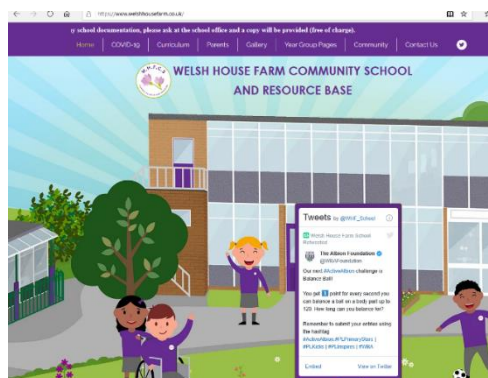 https://www.welshhousefarm.co.uk/
y school documentation, please ask at the school office and a copy will be provided (free of charge).
Home COVID-19 Curriculum Parents Gallery Year Group Pages Community Contact Us
W.H.F.C.S
WELSH HOUSE FARM COMMUNITY SCHOOL
AND RESOURCE BASE
Tweets by @WHF_School
Welsh House Farm School
Retweeted
The Albion Foundation
Our next #ActiveAlbion challenge is
Balance Ball!
You get 1 point for every second you
can balance a ball on a body part up to
120. How long can you balance for?
Remember to submit your entries using
the hashtag
#ActiveAlbion #PLPrimaryStars |
Embed View on Twitter